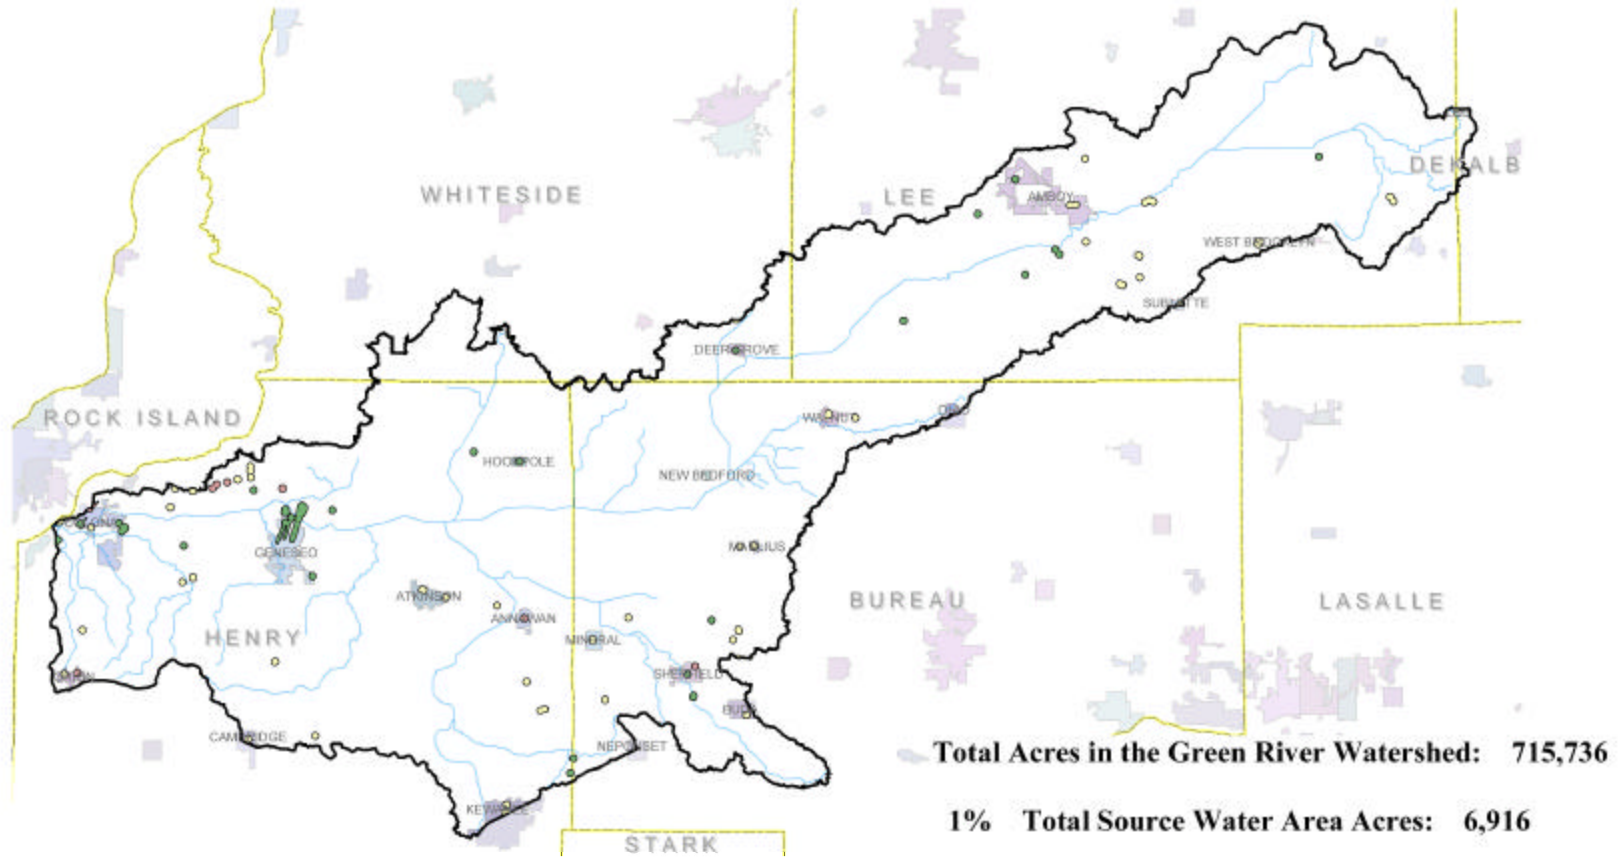 DEKALB
WHITESIDE
LEE
AMBOY
WEST BROOKLYN
SUBLETTE
DEER GROVE
ROCK ISLAND
WALNUT
OHIO
HOOPPOLE
NEW BEDFORD
COLONA
GENESEO
MANLIUS
ATKINSON
BUREAU
LASALLE
ANNAWAN
HENRY
MINERAL
SHEFFIELD
BUDA
CAMBRIDGE
NEPONSET
Total Acres in the Green River Watershed: 715,736
KEWANEE
1% Total Source Water Area Acres: 6,916
STARK